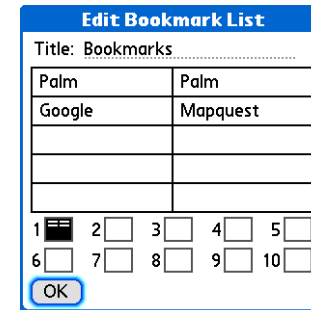 Edit Bookmark List
Title: Bookmarks
Palm Palm
Google Mapquest
1 2 3 4 5
6 7 8 9 10
OK